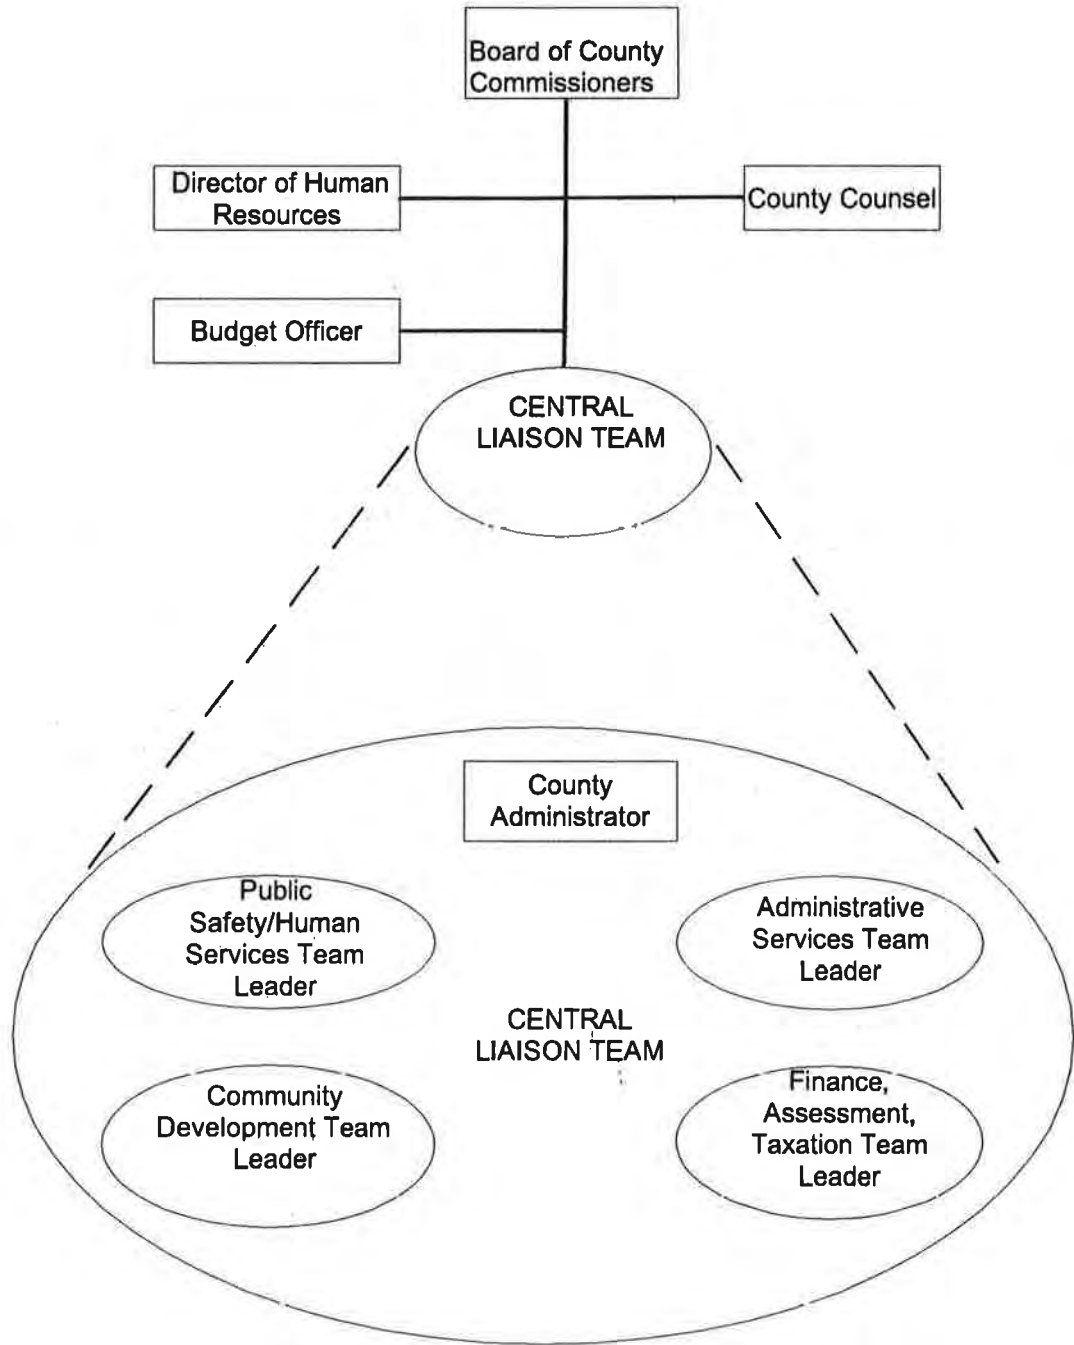 Board of County
Commissioners
Director of Human
Resources
County Counsel
Budget Officer
CENTRAL
LIAISON TEAM
County
Administrator
Public
Safety/Human
Services Team
Leader
Administrative
Services Team
Leader
CENTRAL
LIAISON TEAM
Community
Development Team
Leader
Finance,
Assessment,
Taxation Team
Leader